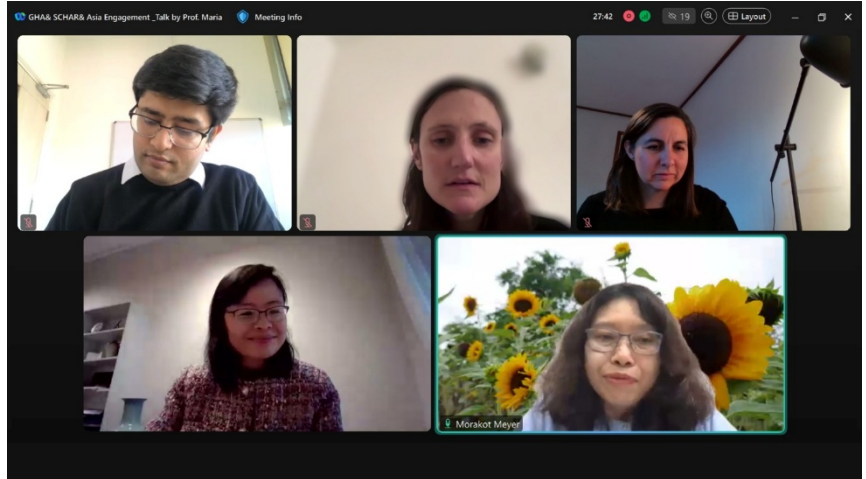 GHA& SCHAR& Asia Engagement _Talk by Prof. Maria
Meeting Info
27:42
19
Layout
Morakot Meyer